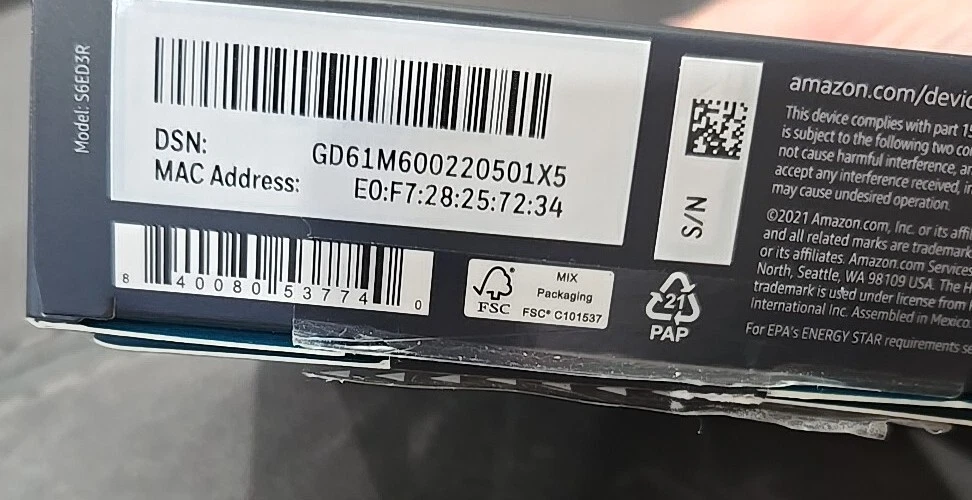 Model: S6ED3R
DSN: GD61M600220501X5
MAC Address: E0:F7:28:25:72:34
8 40080 53774 0
FSC
MIX
Packaging
FSC® C101537
S/N
21
PAP
amazon.com/devic
This device complies with part 15
is subject to the following two con
not cause harmful interference, an
accept any interference received, in
may cause undesired operation.
©2021 Amazon.com, Inc. or its affili
and all related marks are trademark
or its affiliates. Amazon.com Services
North, Seattle, WA 98109 USA. The H
trademark is used under license from
International Inc. Assembled in Mexico
For EPA's ENERGY STAR requirements se